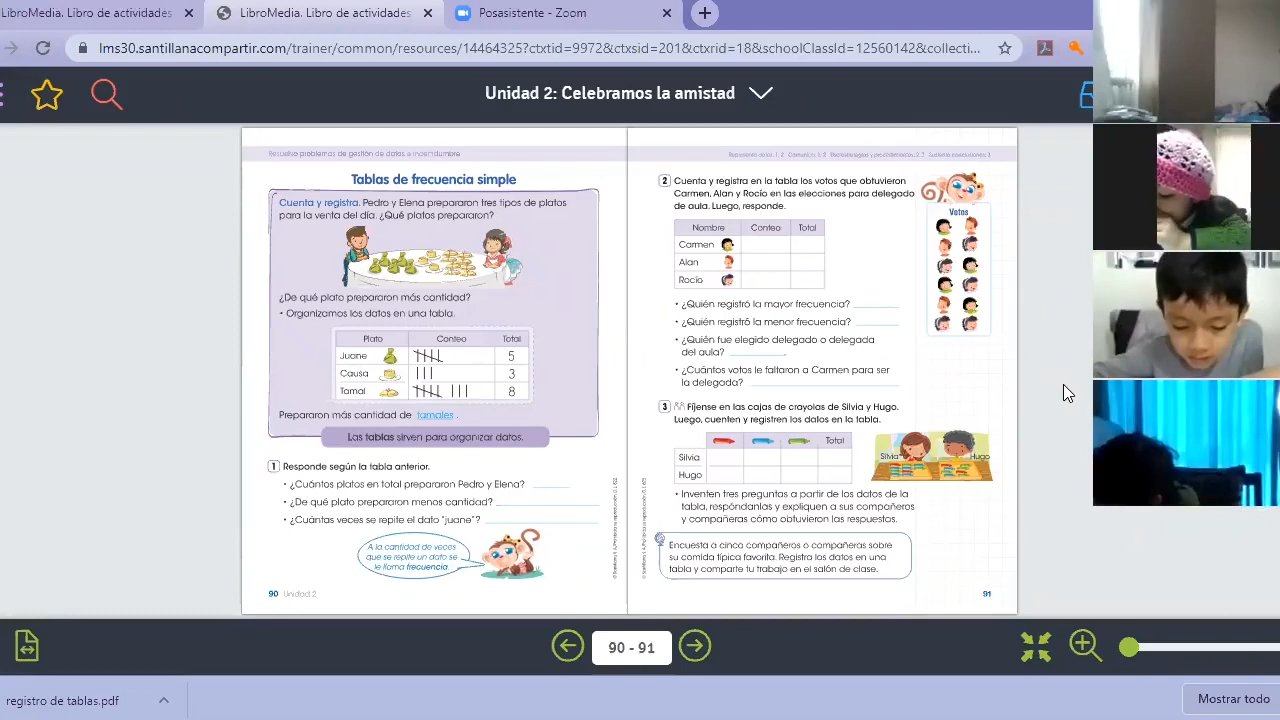 LibroMedia. Libro de actividades
LibroMedia. Libro de actividades
Posasistente - Zoom
lms30.santillanacompartir.com/trainer/common/resources/14464325?ctxtid=9972&ctxsid=201&ctxrid=18&schoolClassId=12560142&collecti...
Unidad 2: Celebramos la amistad
Resuelve problemas de gestión de datos e incertidumbre
Tablas de frecuencia simple
Cuenta y registra. Pedro y Elena prepararon tres tipos de platos
para la venta del día. ¿Qué platos prepararon?
¿De qué plato prepararon más cantidad?
• Organizamos los datos en una tabla.
Plato Conteo Total
Juane 5
Causa 3
Tamal 8
Prepararon más cantidad de tamales.
Las tablas sirven para organizar datos.
1 Responde según la tabla anterior.
• ¿Cuántos platos en total prepararon Pedro y Elena?
• ¿De qué plato prepararon menos cantidad?
• ¿Cuántas veces se repite el dato "juane"?
A la cantidad de veces
que se repite un dato se
le llama frecuencia.
90 Unidad 2
2 Cuenta y registra en la tabla los votos que obtuvieron
Carmen, Alan y Rocío en las elecciones para delegado
de aula. Luego, responde.
Nombre Conteo Total
Carmen
Alan
Rocío
Votos
• ¿Quién registró la mayor frecuencia?
• ¿Quién registró la menor frecuencia?
• ¿Quién fue elegido delegado o delegada
del aula?
• ¿Cuántos votos le faltaron a Carmen para ser
la delegada?
3 Fíjense en las cajas de crayolas de Silvia y Hugo.
Luego, cuenten y registren los datos en la tabla.
Total
Silvia
Hugo
Silvia Hugo
• Inventen tres preguntas a partir de los datos de la
tabla, respóndanlas y expliquen a sus compañeros
y compañeras cómo obtuvieron las respuestas.
Encuesta a cinco compañeros o compañeras sobre
su comida típica favorita. Registra los datos en una
tabla y comparte tu trabajo en el salón de clase.
91
90 - 91
registro de tablas.pdf
Mostrar todo